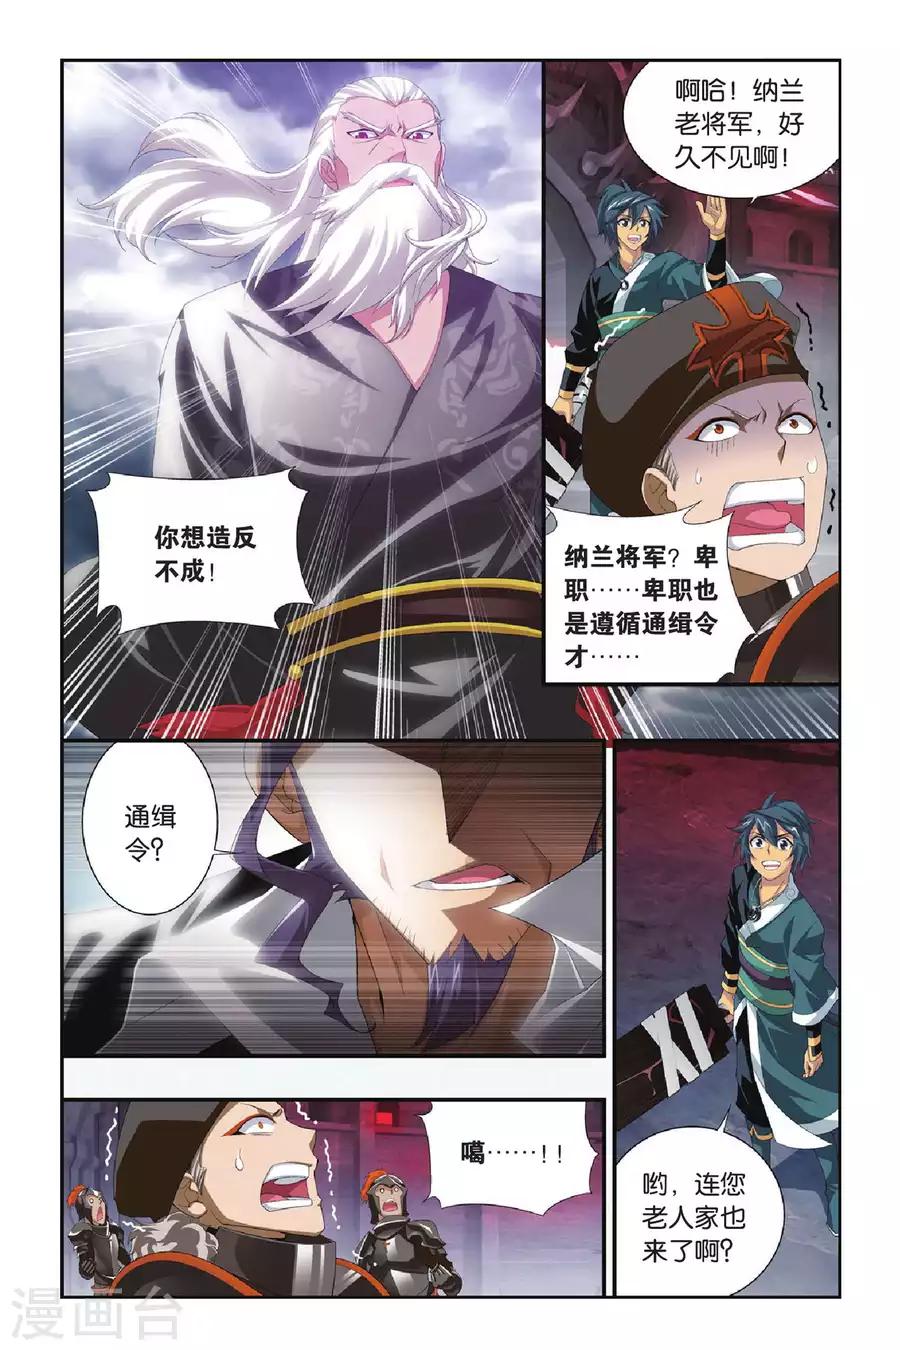 你想造反
不成！
啊哈！纳兰
老将军，好
久不见啊！
纳兰将军？卑
职……卑职也
是遵循通缉令
才……
通缉
令？
哟，连您
老人家也
来了啊？
噶……！！
漫画台